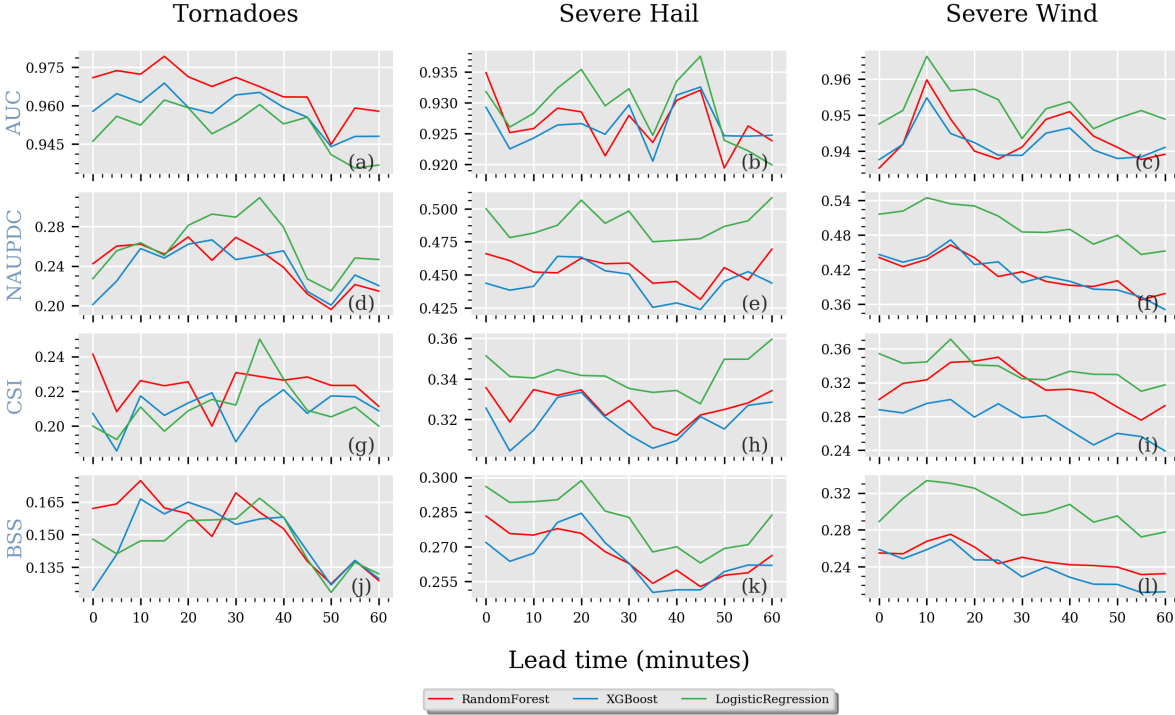 Tornadoes Severe Hail Severe Wind
AUC
0.975
0.960
0.945
(a)
0.935
0.930
0.925
0.920
(b)
0.96
0.95
0.94
(c)
NAUPDC
0.28
0.24
0.20
(d)
0.500
0.475
0.450
0.425
(e)
0.54
0.48
0.42
0.36
(f)
CSI
0.24
0.22
0.20
(g)
0.36
0.34
0.32
(h)
0.36
0.32
0.28
0.24
(i)
BSS
0.165
0.150
0.135
(j)
0.300
0.285
0.270
0.255
(k)
0.32
0.28
0.24
(l)
0 10 20 30 40 50 60 0 10 20 30 40 50 60 0 10 20 30 40 50 60
Lead time (minutes)
RandomForest XGBoost LogisticRegression